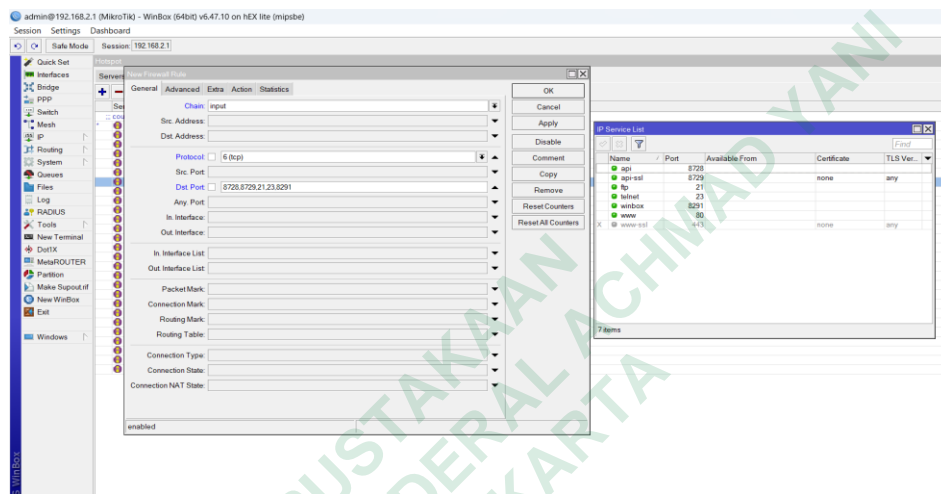 admin@192.168.2.1 (MikroTik) - WinBox (64bit) v6.47.10 on hEX lite (mipsbe)
Session Settings Dashboard
Safe Mode Session: 192.168.2.1
Quick Set
Interfaces
Bridge
PPP
Switch
Mesh
IP
Routing
System
Queues
Files
Log
RADIUS
Tools
New Terminal
Dot1X
MetaROUTER
Partition
Make Supout.rif
New WinBox
Exit
Windows
Hotspot
Servers
New Firewall Rule
General Advanced Extra Action Statistics
Chain: input
Src. Address:
Dst. Address:
Protocol: 6 (tcp)
Src. Port:
Dst. Port: 8728,8729,21,23,8291
Any. Port:
In. Interface:
Out. Interface:
In. Interface List:
Out. Interface List:
Packet Mark:
Connection Mark:
Routing Mark:
Routing Table:
Connection Type:
Connection State:
Connection NAT State:
enabled
OK
Cancel
Apply
Disable
Comment
Copy
Remove
Reset Counters
Reset All Counters
IP Service List
Find
Name Port Available From Certificate TLS Ver...
api 8728
api-ssl 8729 none any
ftp 21
telnet 23
winbox 8291
www 80
X www-ssl 443 none any
7 items
WinBox
PUSTAKAAN
DERAL ACHMAD YANI
KARTA